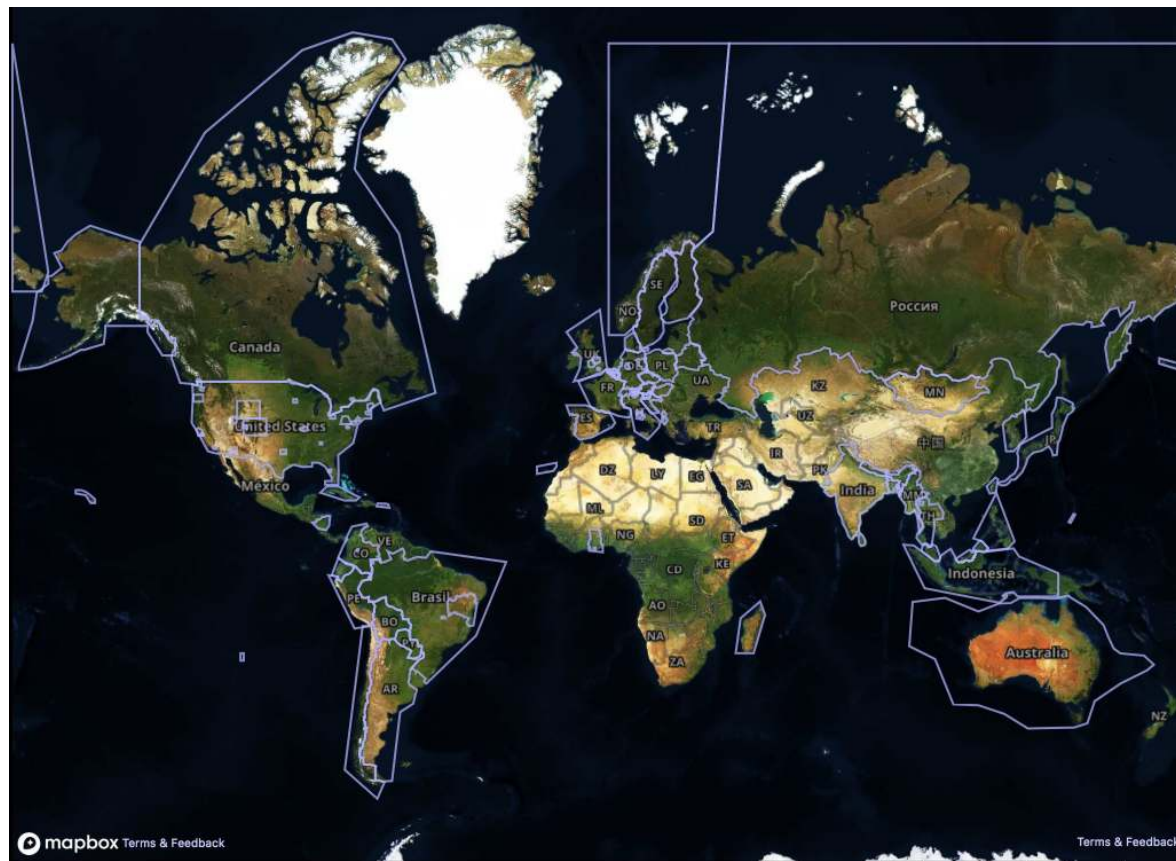 SE
NO
Россия
Canada
UK
DE
PL
FR
UA
KZ
MN
United States
ES
TR
UZ
中国
JP
IR
PK
México
DZ
LY
EG
SA
India
MM
TH
ML
SD
NG
ET
VE
CO
KE
CD
Indonesia
PE
Brasil
AO
BO
NA
PY
Australia
ZA
AR
NZ
mapbox Terms & Feedback
Terms & Feedback